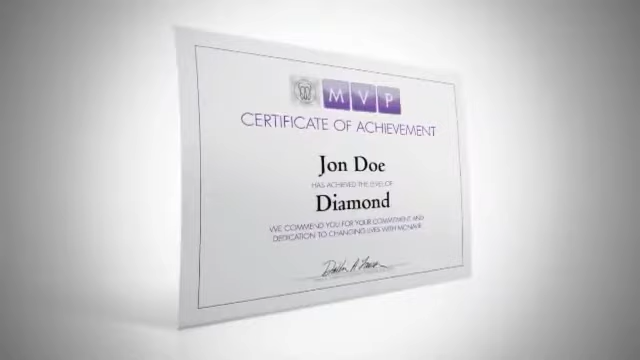 MVP
CERTIFICATE OF ACHIEVEMENT
Jon Doe
HAS ACHIEVED THE LEVEL OF
Diamond
WE COMMEND YOU FOR YOUR COMMITMENT AND
DEDICATION TO CHANGING LIVES WITH MONAVIE